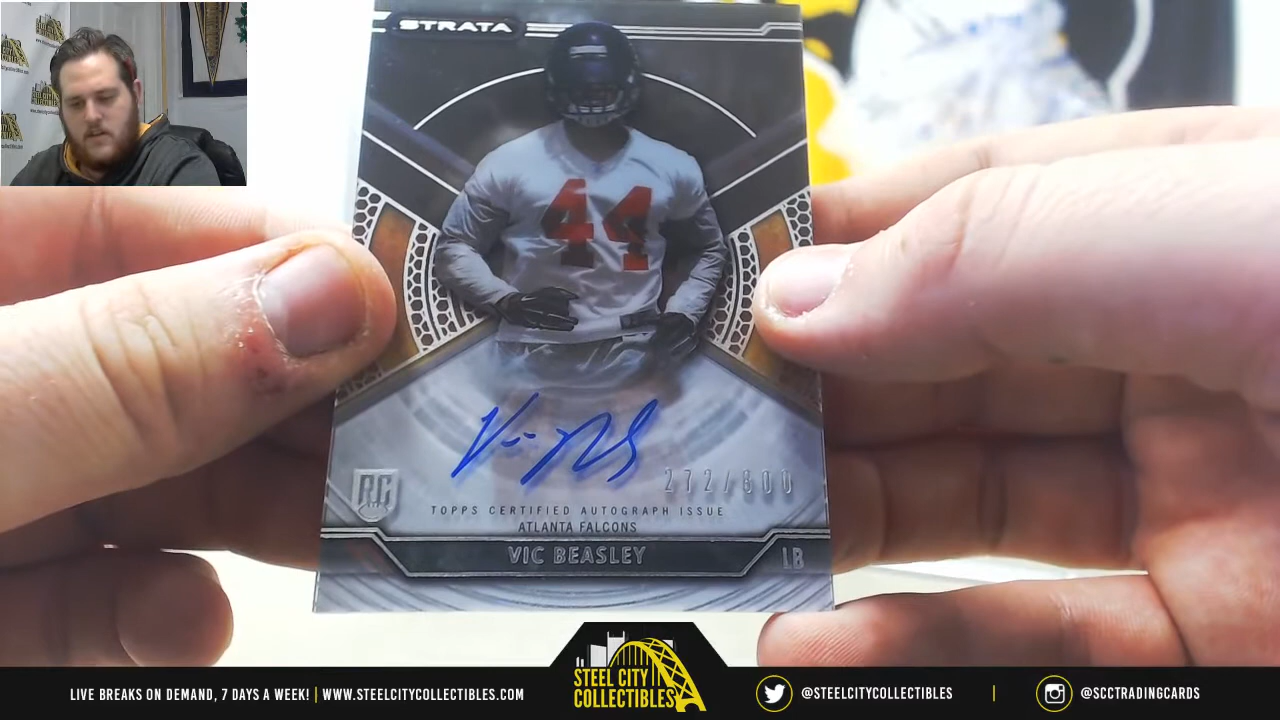 STRATA
44
272/600
RC
TOPPS CERTIFIED AUTOGRAPH ISSUE
ATLANTA FALCONS
VIC BEASLEY
LB
STEEL CITY
COLLECTIBLES
LIVE BREAKS ON DEMAND, 7 DAYS A WEEK! | WWW.STEELCITYCOLLECTIBLES.COM
@STEELCITYCOLLECTIBLES | @SCCTRADINGCARDS